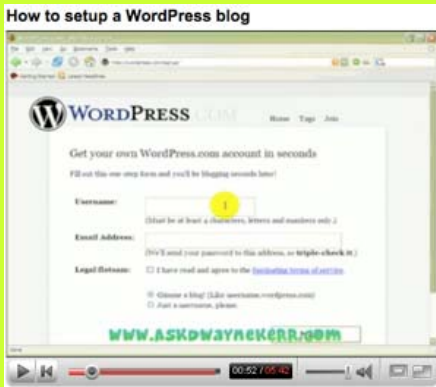 How to setup a WordPress blog
WORDPRESS.COM
Home Tags Join
Get your own WordPress.com account in seconds
Fill out this one-step form and you'll be blogging seconds later!
Username:
(Must be at least 4 characters, letters and numbers only.)
Email Address:
(We'll send your password to this address, so triple-check it.)
Legal flotsam: I have read and agree to the fascinating terms of service.
Gimme a blog! (Like username.wordpress.com)
Just a username, please.
WWW.ASKDWAYNEKERR.COM
00:52 / 05:42